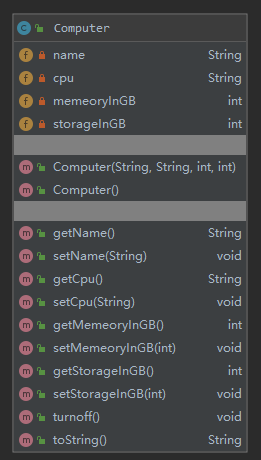 Computer
name String
cpu String
memeoryInGB int
storageInGB int
Computer(String, String, int, int)
Computer()
getName() String
setName(String) void
getCpu() String
setCpu(String) void
getMemeoryInGB() int
setMemeoryInGB(int) void
getStorageInGB() int
setStorageInGB(int) void
turnoff() void
toString() String